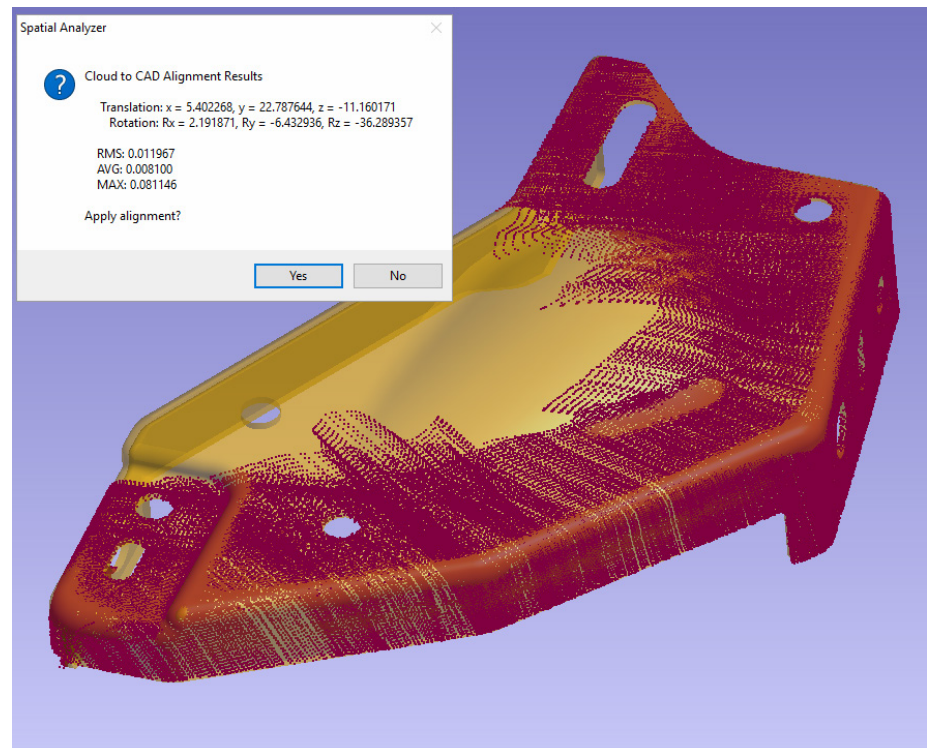 Spatial Analyzer
Cloud to CAD Alignment Results
Translation: x = 5.402268, y = 22.787644, z = -11.160171
Rotation: Rx = 2.191871, Ry = -6.432936, Rz = -36.289357
RMS: 0.011967
AVG: 0.008100
MAX: 0.081146
Apply alignment?
Yes No